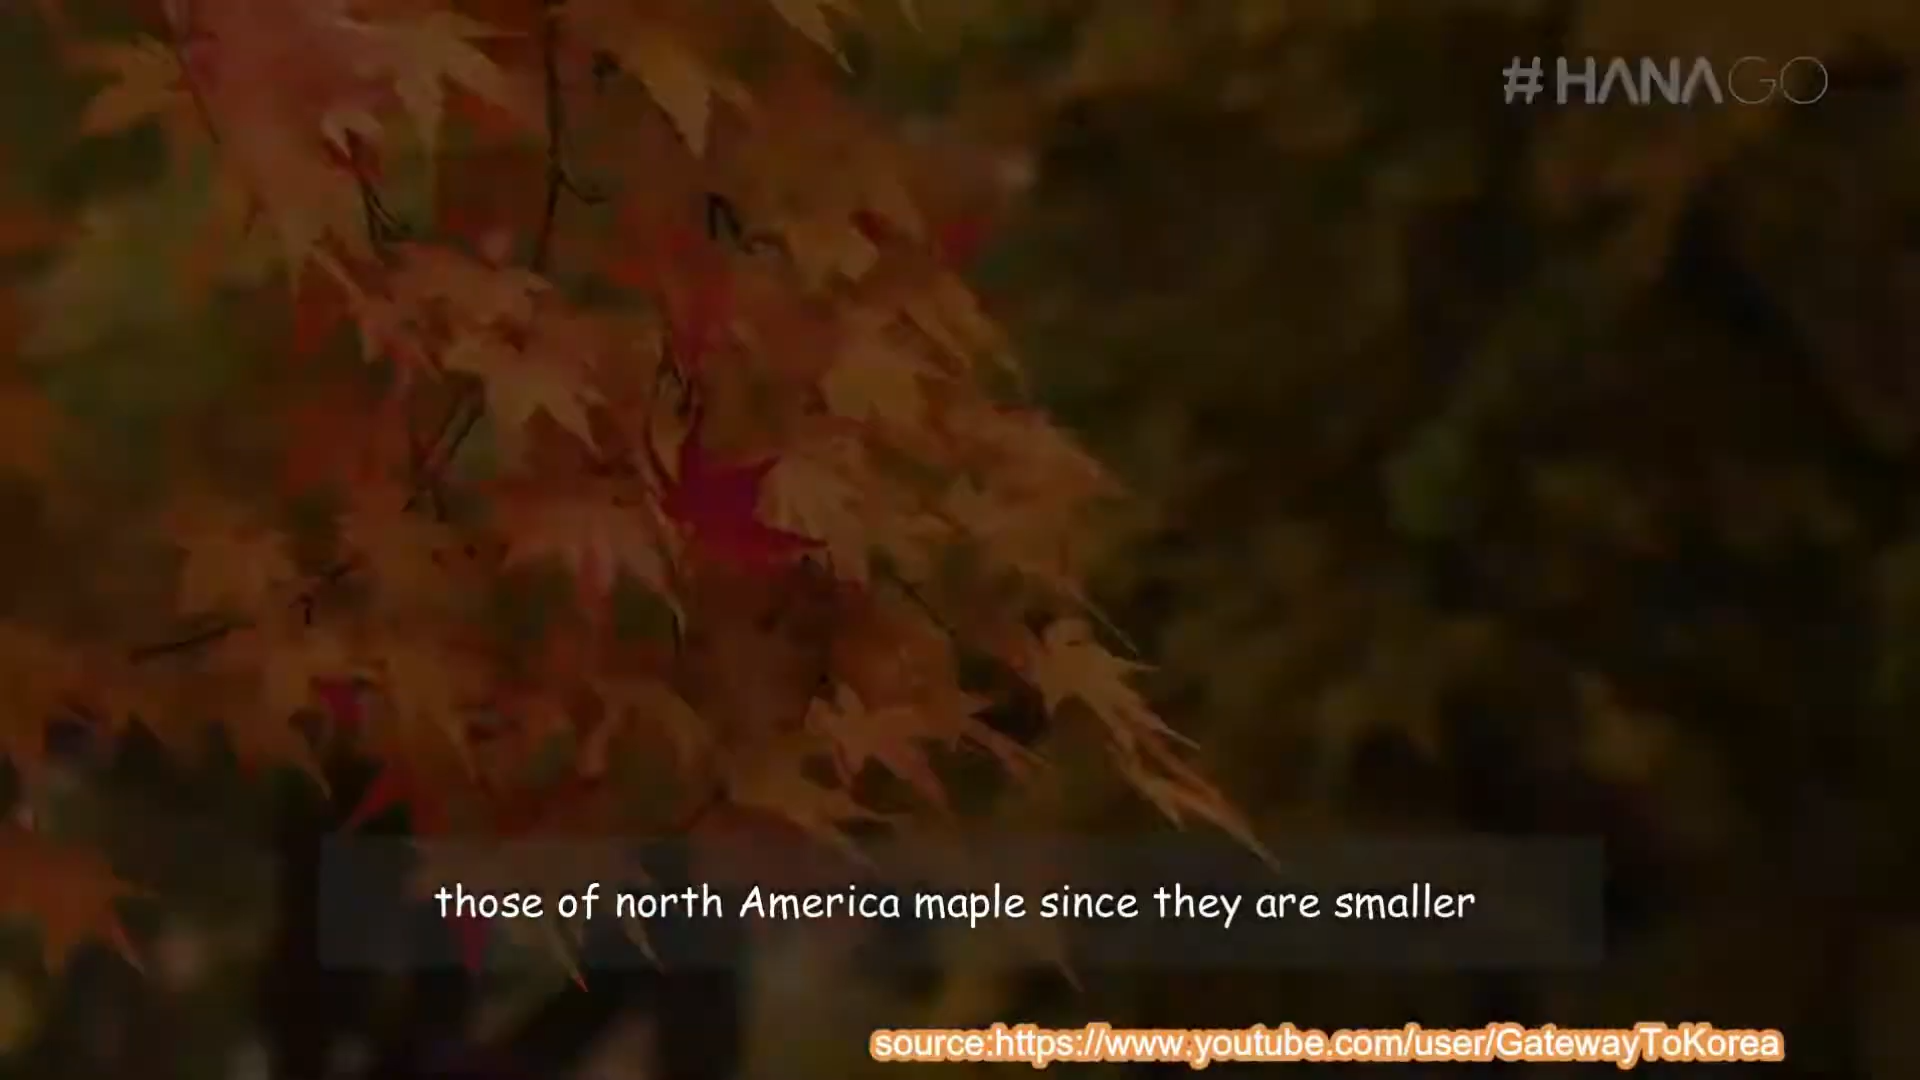 #HANAGO
those of north America maple since they are smaller
source:https://www.youtube.com/user/GatewayToKorea